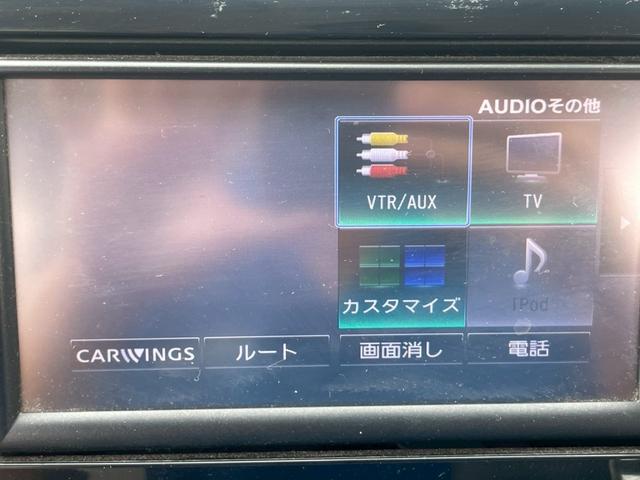 AUDIOその他
VTR/AUX
TV
カスタマイズ
iPod
CARWINGS
ルート
画面消し
電話